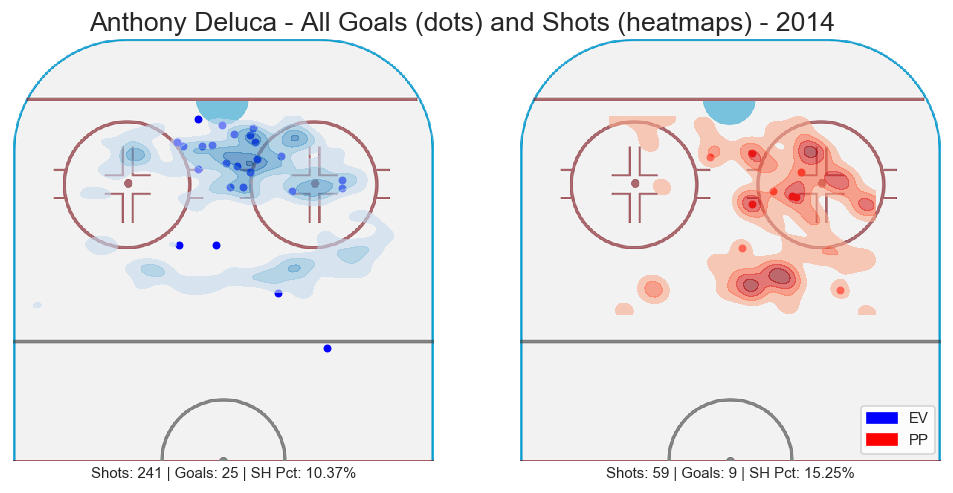 Anthony Deluca - All Goals (dots) and Shots (heatmaps) - 2014
EV
PP
Shots: 241 | Goals: 25 | SH Pct: 10.37%
Shots: 59 | Goals: 9 | SH Pct: 15.25%